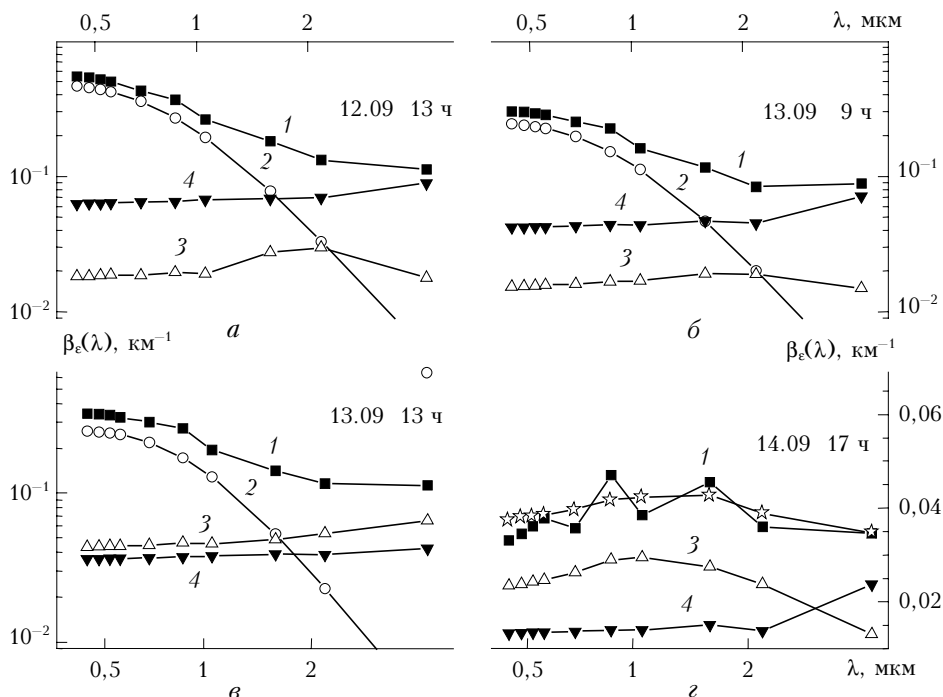 0,5 1 2 0,5 1 2 λ, мкм
12.09 13 ч
1
2
4
3
10⁻¹
10⁻²
а
13.09 9 ч
1
2
4
3
10⁻¹
10⁻²
б
βε(λ), км⁻¹
βε(λ), км⁻¹
13.09 13 ч
1
2
3
4
10⁻¹
10⁻²
0,5 1 2
в
14.09 17 ч
1
3
4
0,06
0,04
0,02
0,5 1 2 λ, мкм
г